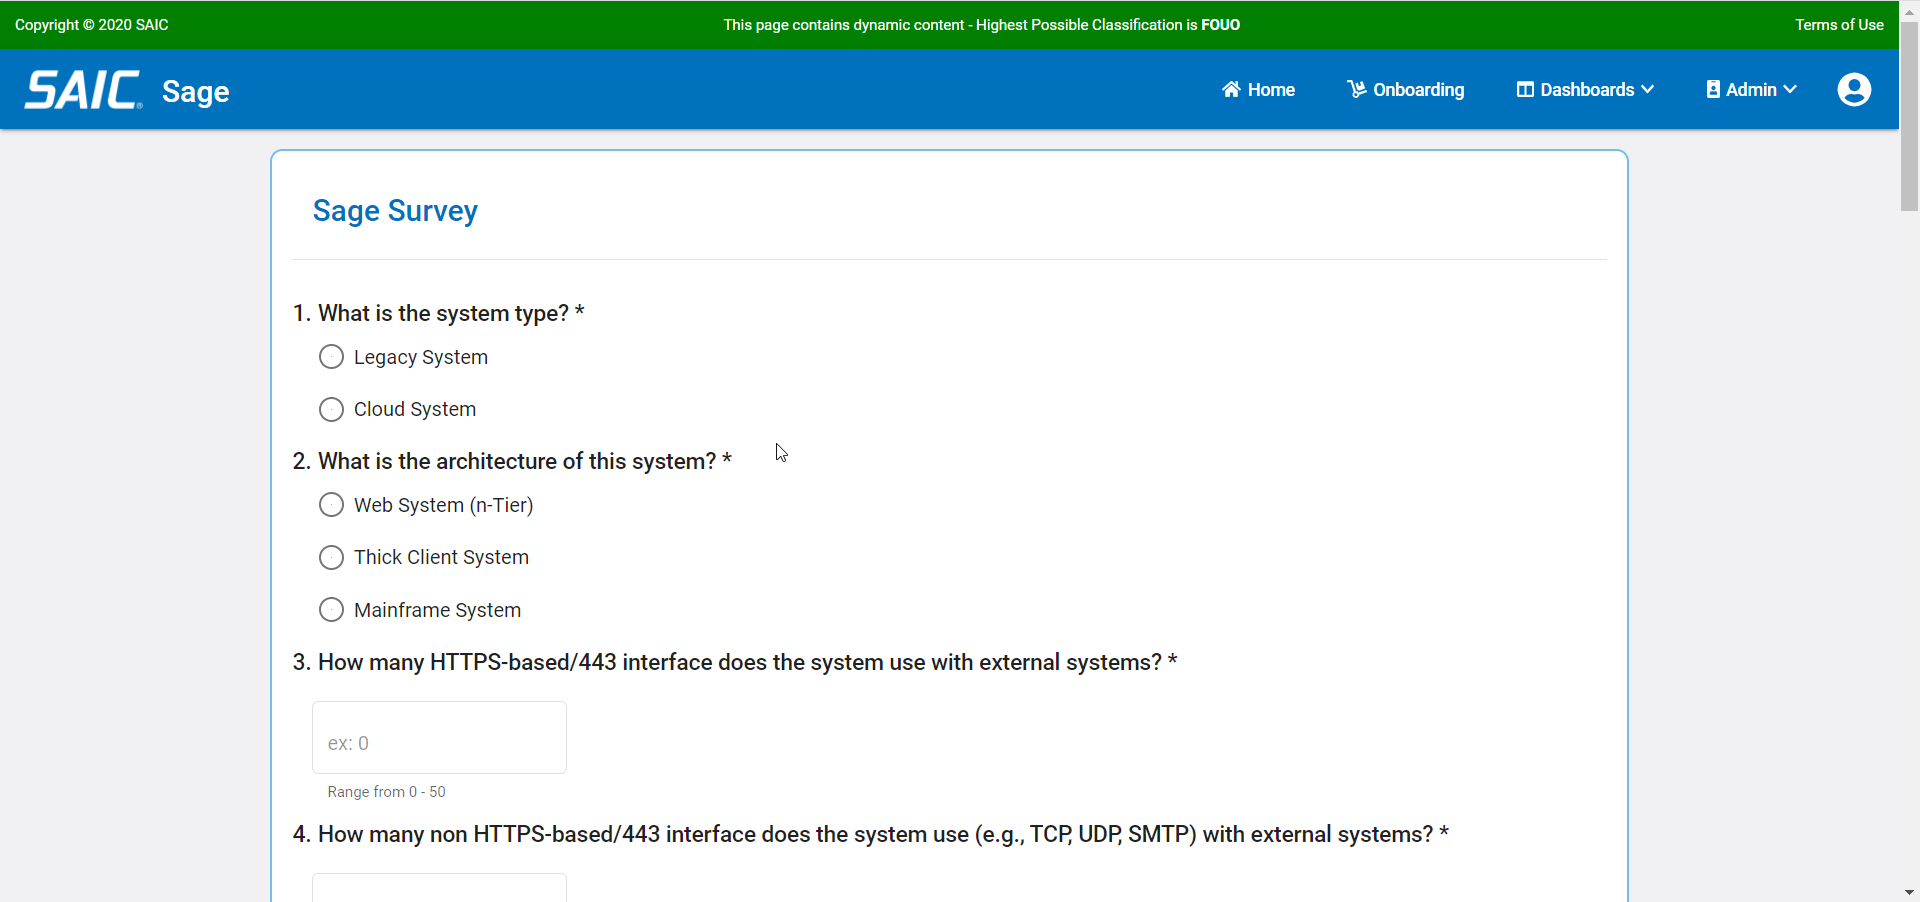 Copyright © 2020 SAIC
This page contains dynamic content - Highest Possible Classification is FOUO
Terms of Use
SAIC. Sage
Home
Onboarding
Dashboards
Admin
Sage Survey
1. What is the system type? *
Legacy System
Cloud System
2. What is the architecture of this system? *
Web System (n-Tier)
Thick Client System
Mainframe System
3. How many HTTPS-based/443 interface does the system use with external systems? *
ex: 0
Range from 0 - 50
4. How many non HTTPS-based/443 interface does the system use (e.g., TCP, UDP, SMTP) with external systems? *